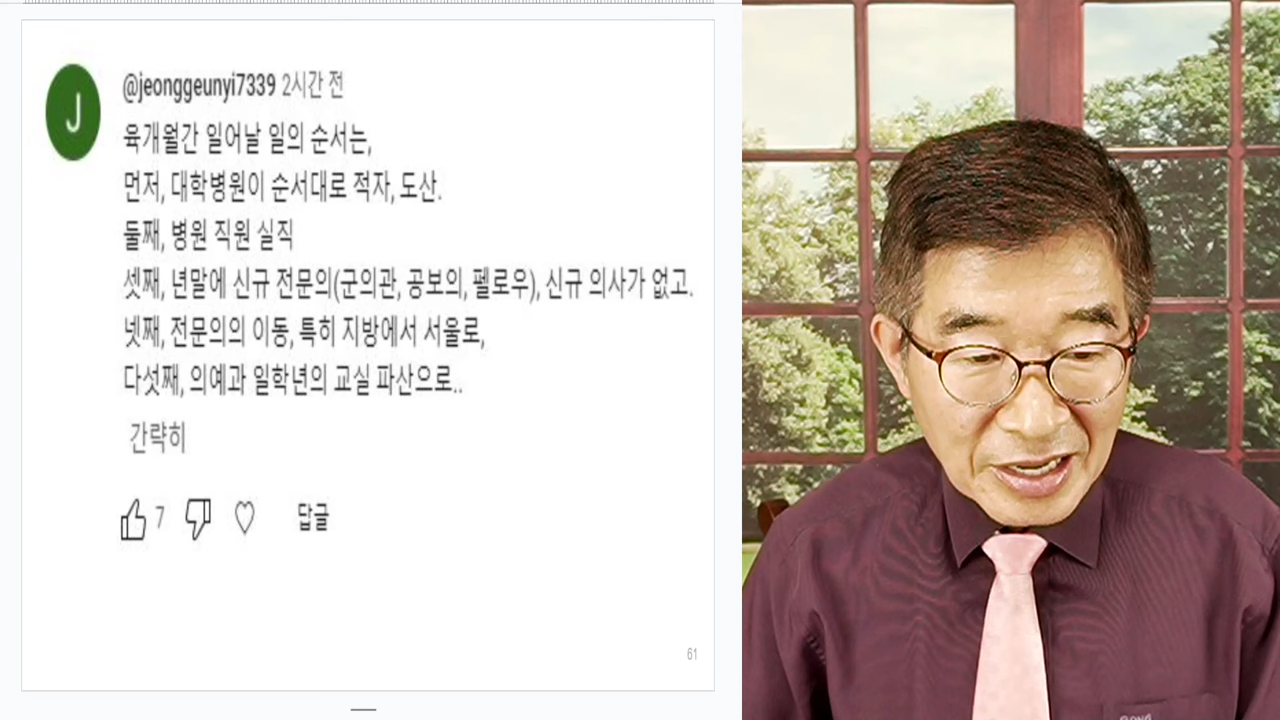 J
@jeonggeunyi7339 2시간 전
육개월간 일어날 일의 순서는,
먼저, 대학병원이 순서대로 적자, 도산.
둘째, 병원 직원 실직
셋째, 년말에 신규 전문의(군의관, 공보의, 펠로우), 신규 의사가 없고.
넷째, 전문의의 이동, 특히 지방에서 서울로,
다섯째, 의예과 일학년의 교실 파산으로..
간략히
7 답글
61